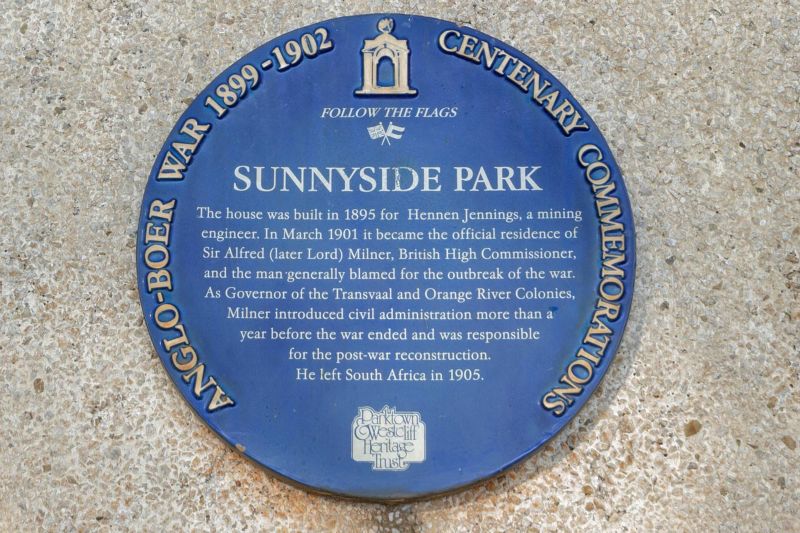 ANGLO-BOER WAR 1899-1902
CENTENARY COMMEMORATIONS
FOLLOW THE FLAGS
SUNNYSIDE PARK
The house was built in 1895 for Hennen Jennings, a mining
engineer. In March 1901 it became the official residence of
Sir Alfred (later Lord) Milner, British High Commissioner,
and the man generally blamed for the outbreak of the war.
As Governor of the Transvaal and Orange River Colonies,
Milner introduced civil administration more than a
year before the war ended and was responsible
for the post-war reconstruction.
He left South Africa in 1905.
Parktown
& Westcliff
Heritage
Trust